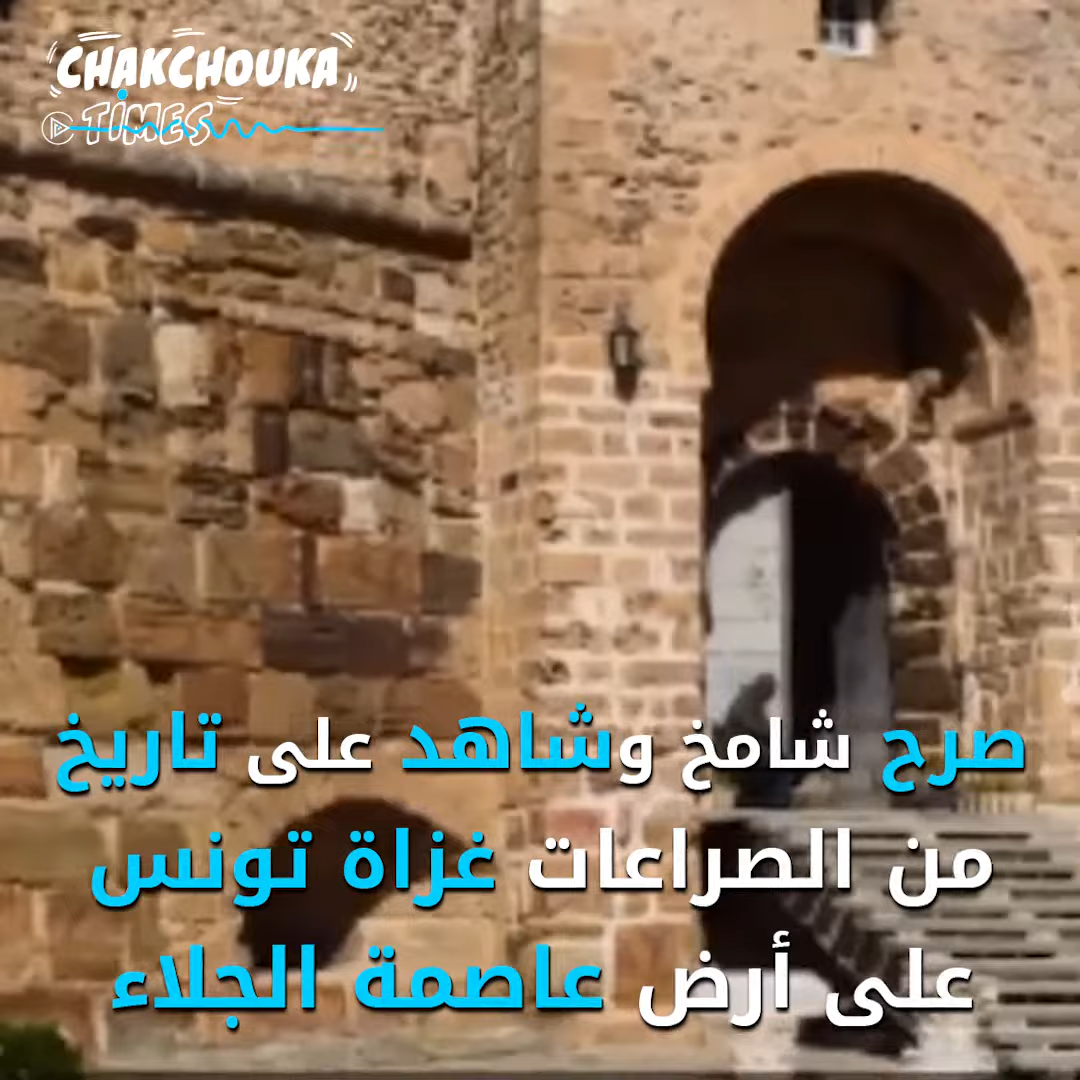 CHAKCHOUKA
TIMES
صرح شامخ وشاهد على تاريخ
من الصراعات غزاة تونس
على أرض عاصمة الجلاء